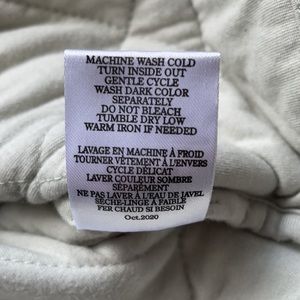 MACHINE WASH COLD
TURN INSIDE OUT
GENTLE CYCLE
WASH DARK COLOR
SEPARATELY
DO NOT BLEACH
TUMBLE DRY LOW
WARM IRON IF NEEDED
LAVAGE EN MACHINE À FROID
TOURNER VÊTEMENT À L'ENVERS
CYCLE DÉLICAT
LAVER COULEUR SOMBRE
SÉPARÉMENT
NE PAS LAVER À L'EAU DE JAVEL
SÈCHE-LINGE À FAIBLE
FER CHAUD SI BESOIN
Oct.2020